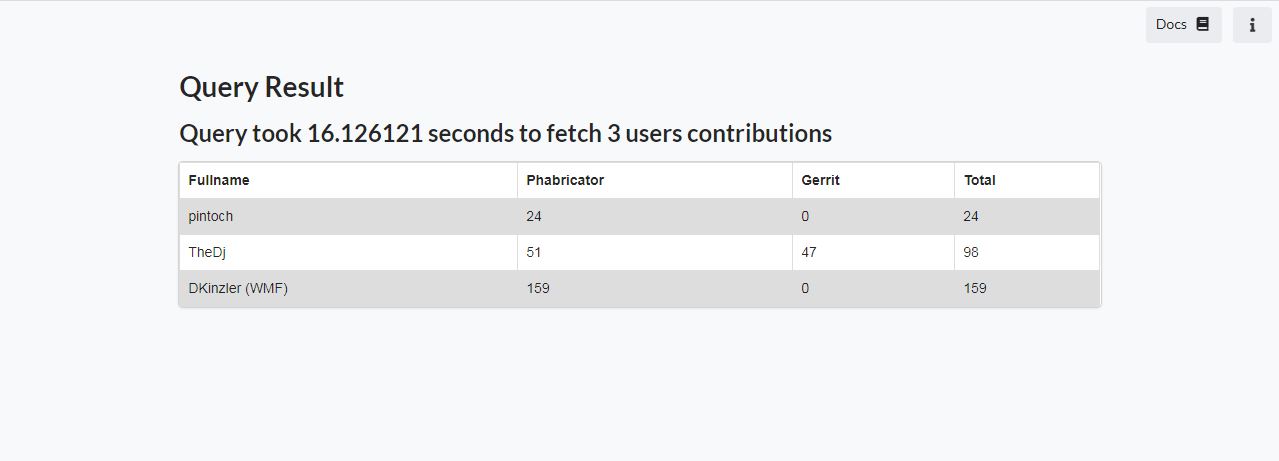 Docs
Query Result
Query took 16.126121 seconds to fetch 3 users contributions
Fullname Phabricator Gerrit Total
pintoch 24 0 24
TheDj 51 47 98
DKinzler (WMF) 159 0 159